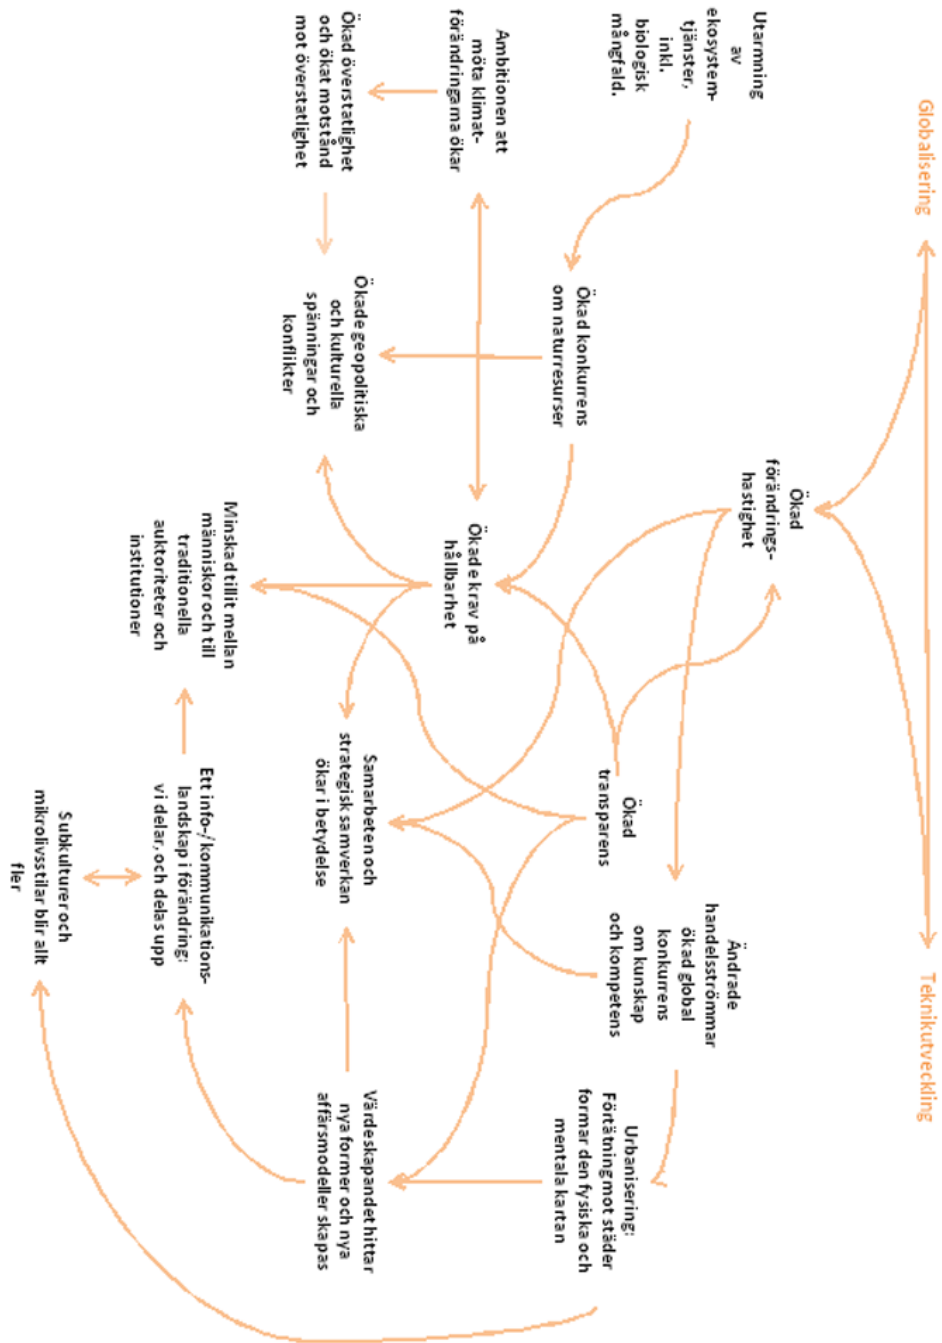 Globalisering
Teknikutveckling
Ökad
förändrings-
hastighet
Utarmning
av
ekosystem-
tjänster,
inkl.
biologisk
mångfald.
Ökad konkurrens
om naturresurser
Ökad
transparens
Ändrade
handelsströmmar
ökad global
konkurrens
om kunskap
och kompetens
Urbanisering:
Förtätning mot städer
formar den fysiska och
mentala kartan
Ambitionen att
möta klimat-
förändringarna ökar
Ökade krav på
hållbarhet
Ökad överstatlighet
och ökat motstånd
mot överstatlighet
Ökade geopolitiska
och kulturella
spänningar och
konflikter
Samarbeten och
strategisk samverkan
ökar i betydelse
Värdeskapandet hittar
nya former och nya
affärsmodeller skapas
Minskad tillit mellan
människor och till
traditionella
auktoriteter och
institutioner
Ett info-/kommunikations-
landskap i förändring:
vi delar, och delas upp
Subkulturer och
mikrolivsstilar blir allt
fler